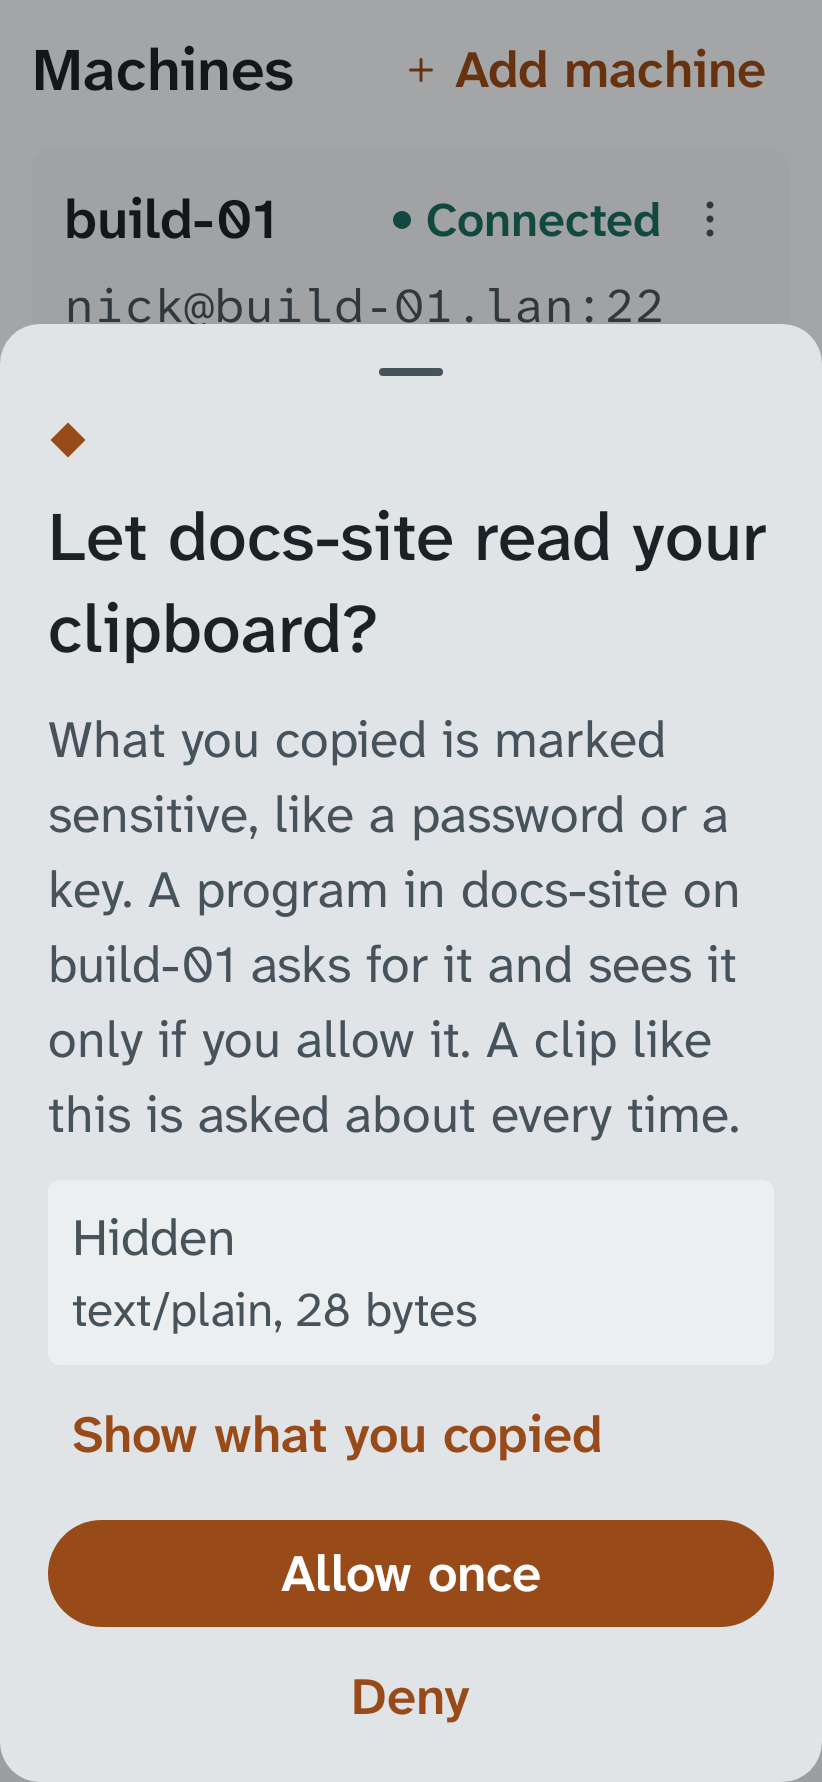 Machines
+ Add machine
build-01
Connected
nick@build-01.lan:22
Let docs-site read your
clipboard?
What you copied is marked
sensitive, like a password or a
key. A program in docs-site on
build-01 asks for it and sees it
only if you allow it. A clip like
this is asked about every time.
Hidden
text/plain, 28 bytes
Show what you copied
Allow once
Deny